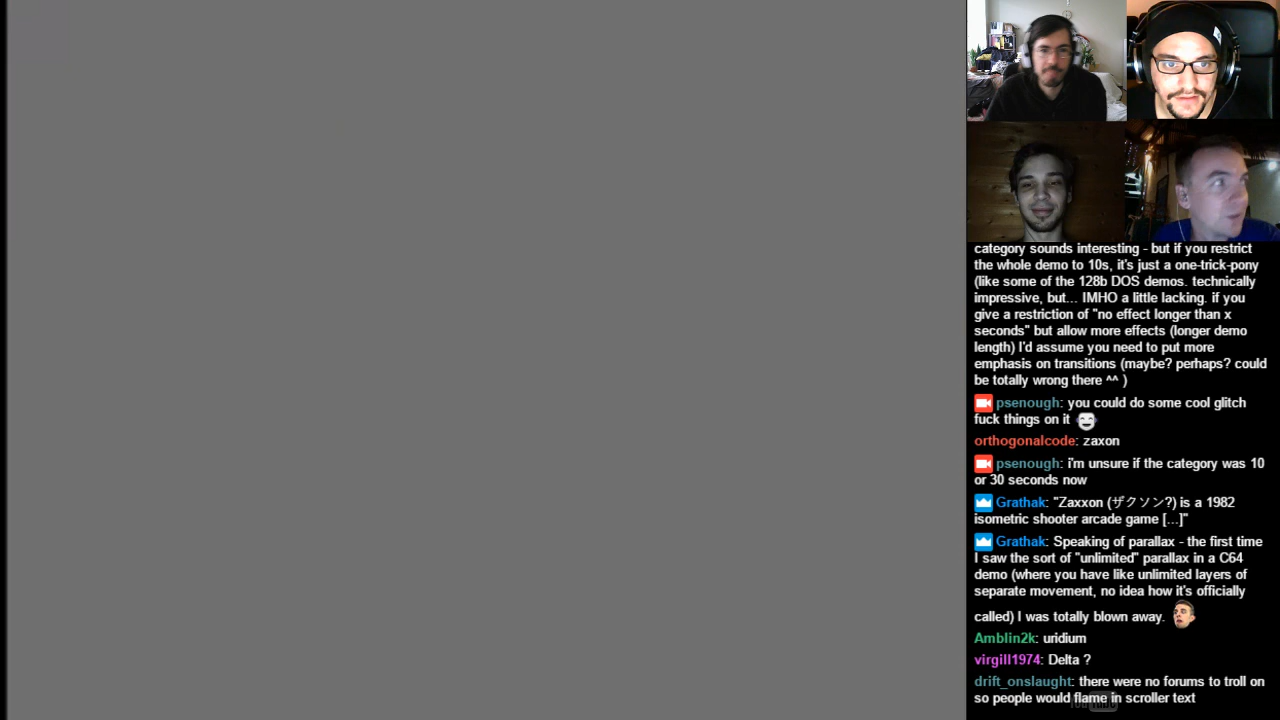 category sounds interesting - but if you restrict
the whole demo to 10s, it's just a one-trick-pony
(like some of the 128b DOS demos. technically
impressive, but... IMHO a little lacking. if you
give a restriction of "no effect longer than x
seconds" but allow more effects (longer demo
length) I'd assume you need to put more
emphasis on transitions (maybe? perhaps? could
be totally wrong there ^^ )
psenough: you could do some cool glitch
fuck things on it
orthogonalcode: zaxon
psenough: i'm unsure if the category was 10
or 30 seconds now
Grathak: "Zaxxon (ザクソン?) is a 1982
isometric shooter arcade game [...]"
Grathak: Speaking of parallax - the first time
I saw the sort of "unlimited" parallax in a C64
demo (where you have like unlimited layers of
separate movement, no idea how it's officially
called) I was totally blown away.
Amblin2k: uridium
virgill1974: Delta ?
drift_onslaught: there were no forums to troll on
so people would flame in scroller text
YouTube